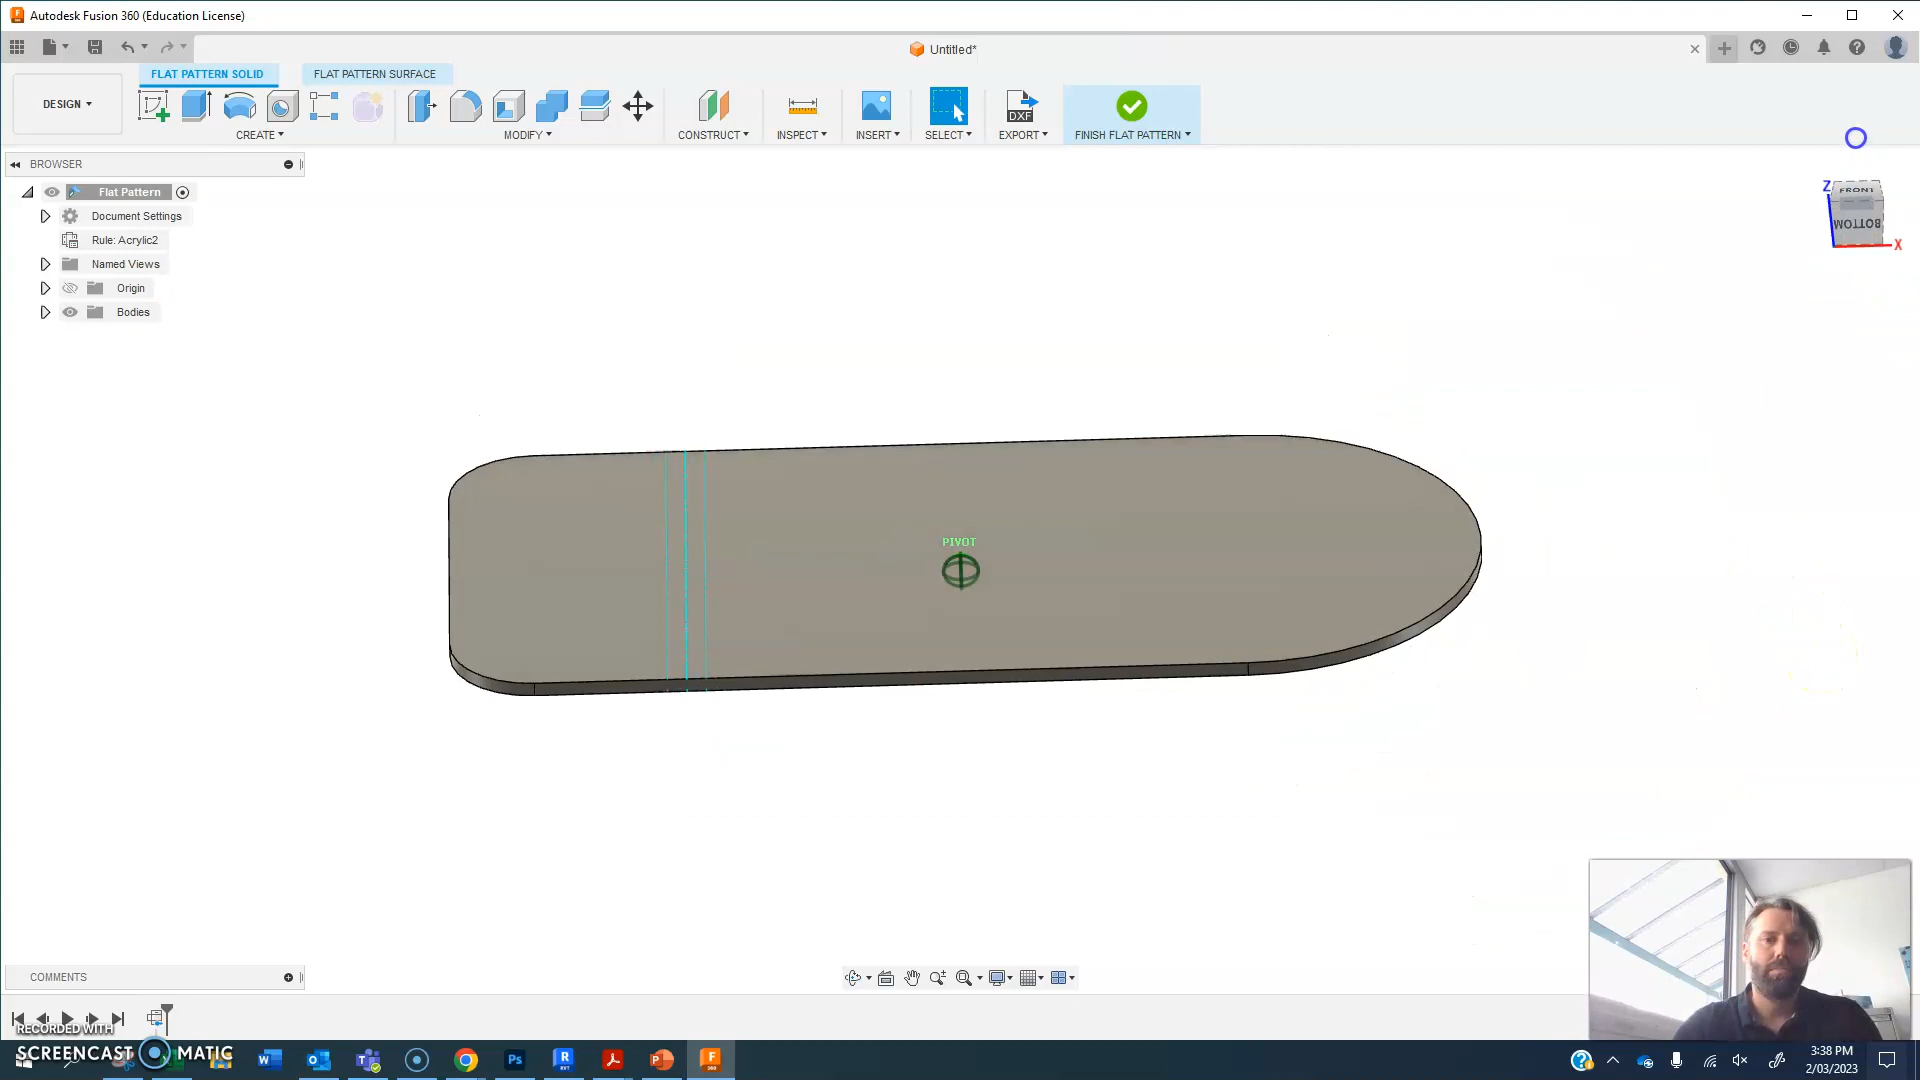 Autodesk Fusion 360 (Education License)
Untitled*
FLAT PATTERN SOLID
FLAT PATTERN SURFACE
DESIGN
CREATE
MODIFY
CONSTRUCT
INSPECT
INSERT
SELECT
DXF
EXPORT
FINISH FLAT PATTERN
BROWSER
Flat Pattern
Document Settings
Rule: Acrylic2
Named Views
Origin
Bodies
Z
FRONT
BOTTOM
X
PIVOT
COMMENTS
RECORDED WITH
SCREENCAST MATIC
3:38 PM
2/03/2023